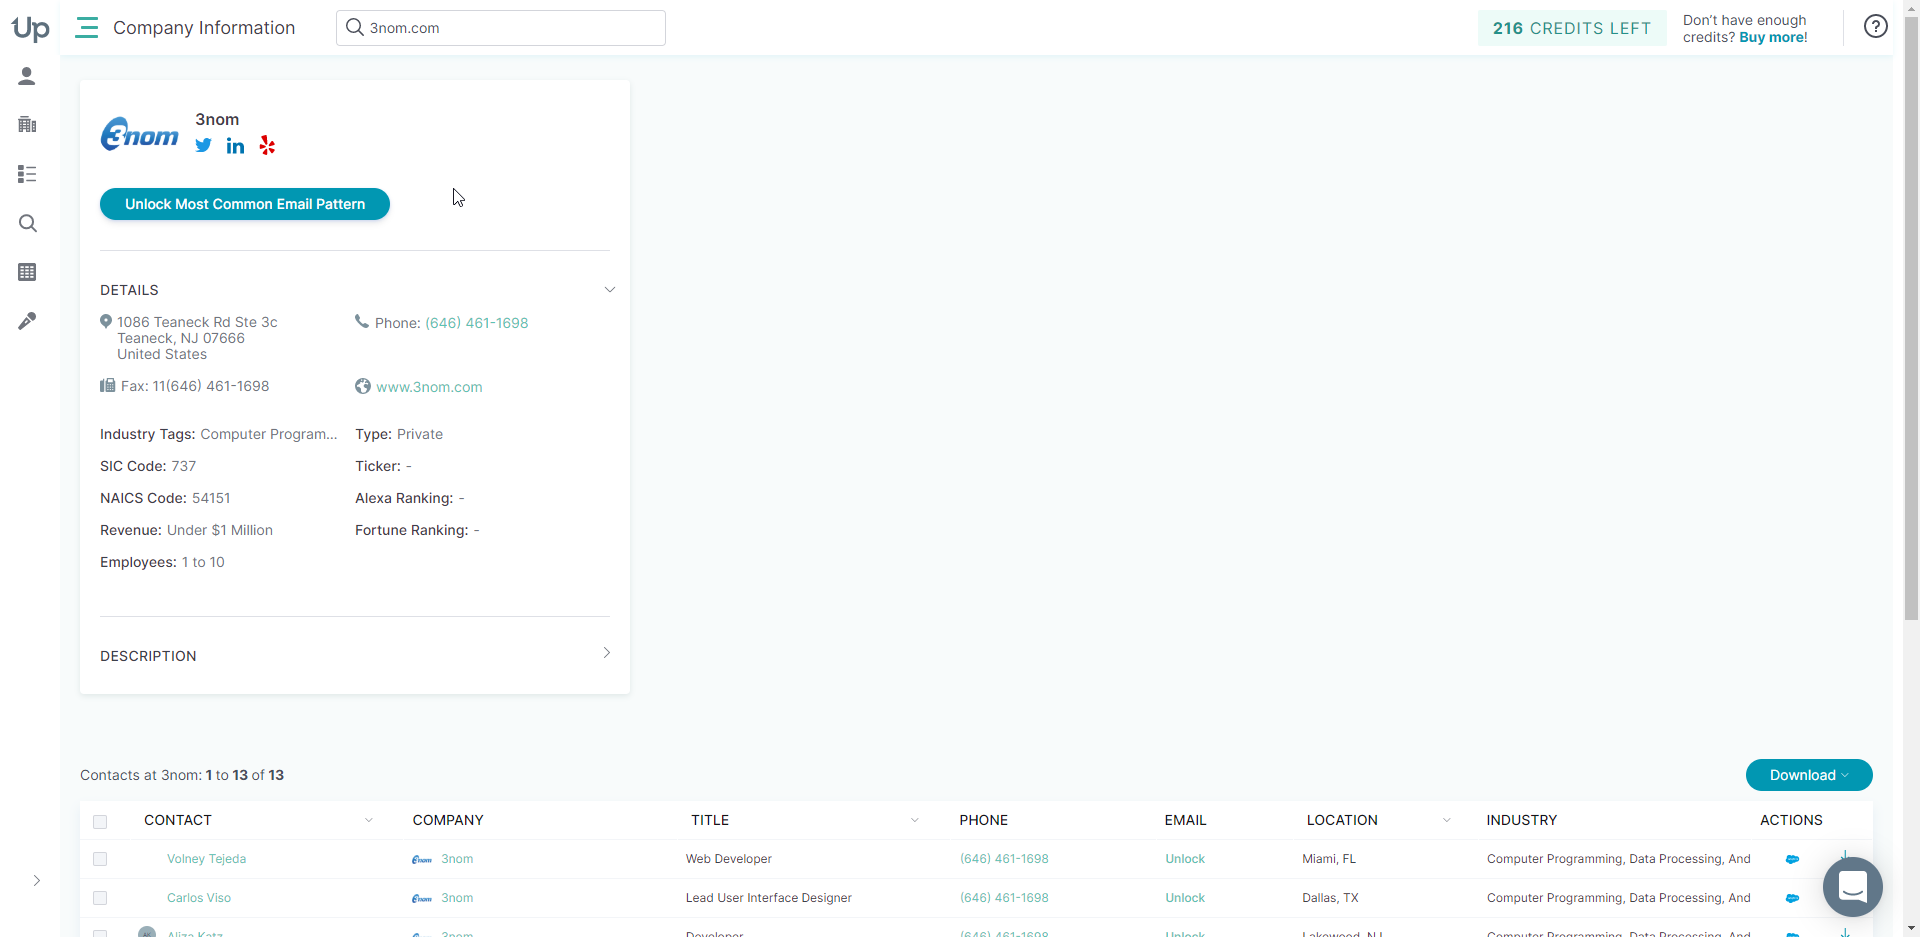 Up
Company Information
3nom.com
216 CREDITS LEFT
Don't have enough
credits? Buy more!
?
3nom
3nom
Unlock Most Common Email Pattern
DETAILS
1086 Teaneck Rd Ste 3c
Teaneck, NJ 07666
United States
Phone: (646) 461-1698
Fax: 11(646) 461-1698
www.3nom.com
Industry Tags: Computer Program...
Type: Private
SIC Code: 737
Ticker: -
NAICS Code: 54151
Alexa Ranking: -
Revenue: Under $1 Million
Fortune Ranking: -
Employees: 1 to 10
DESCRIPTION
Contacts at 3nom: 1 to 13 of 13
Download
CONTACT COMPANY TITLE PHONE EMAIL LOCATION INDUSTRY ACTIONS
Volney Tejeda 3nom 3nom Web Developer (646) 461-1698 Unlock Miami, FL Computer Programming, Data Processing, And
Carlos Viso 3nom 3nom Lead User Interface Designer (646) 461-1698 Unlock Dallas, TX Computer Programming, Data Processing, And
Aliza Katz 3nom Developer (646) 461-1698 Unlock Lakewood, NJ Computer Programming, Data Processing, And